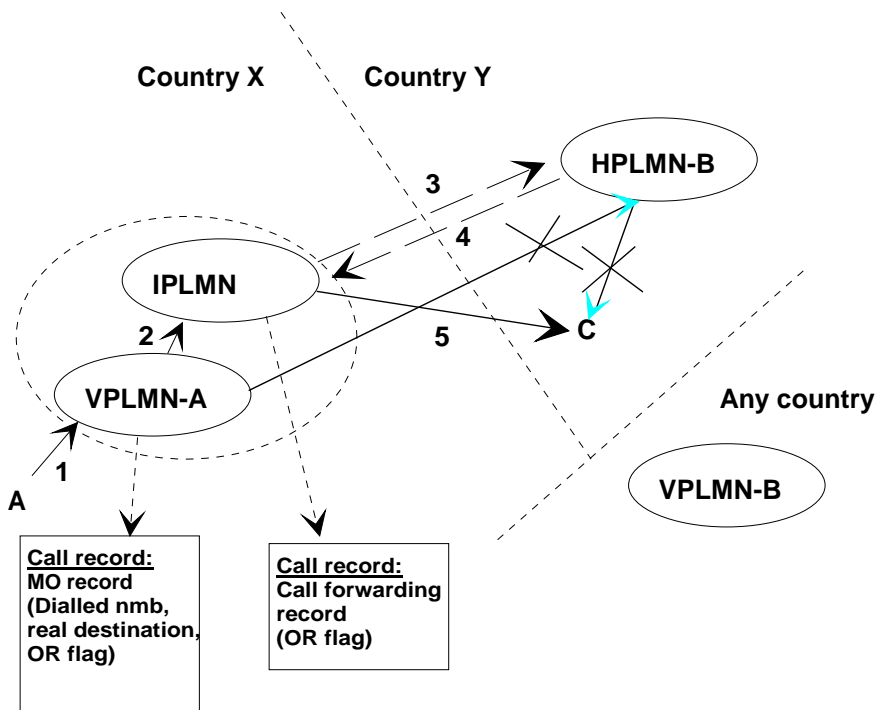 Country X
Country Y
HPLMN-B
3
4
IPLMN
2
5
C
VPLMN-A
Any country
1
A
VPLMN-B
Call record:
MO record
(Dialled nmb,
real destination,
OR flag)
Call record:
Call forwarding
record
(OR flag)